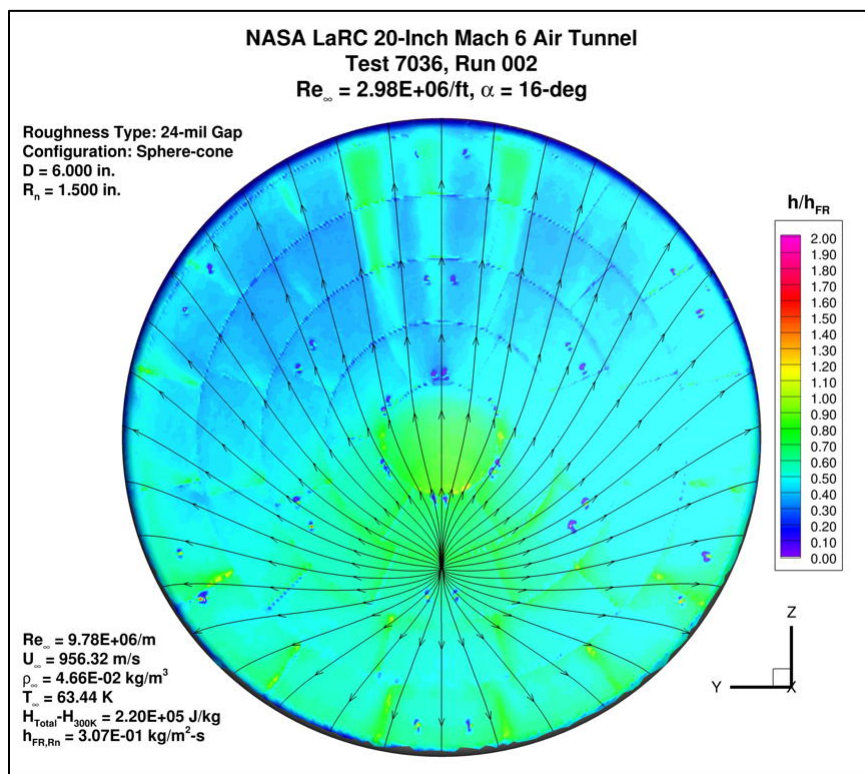 NASA LaRC 20-Inch Mach 6 Air Tunnel
Test 7036, Run 002
Re∞ = 2.98E+06/ft, α = 16-deg
Roughness Type: 24-mil Gap
Configuration: Sphere-cone
D = 6.000 in.
Rn = 1.500 in.
h/hFR
2.00
1.90
1.80
1.70
1.60
1.50
1.40
1.30
1.20
1.10
1.00
0.90
0.80
0.70
0.60
0.50
0.40
0.30
0.20
0.10
0.00
Z
Y
X
Re∞ = 9.78E+06/m
U∞ = 956.32 m/s
ρ∞ = 4.66E-02 kg/m³
T∞ = 63.44 K
HTotal-H300K = 2.20E+05 J/kg
hFR,Rn = 3.07E-01 kg/m²-s